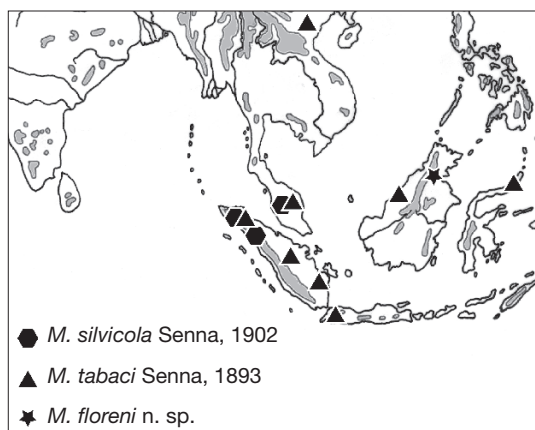 M. silvicola Senna, 1902
M. tabaci Senna, 1893
M. floreni n. sp.